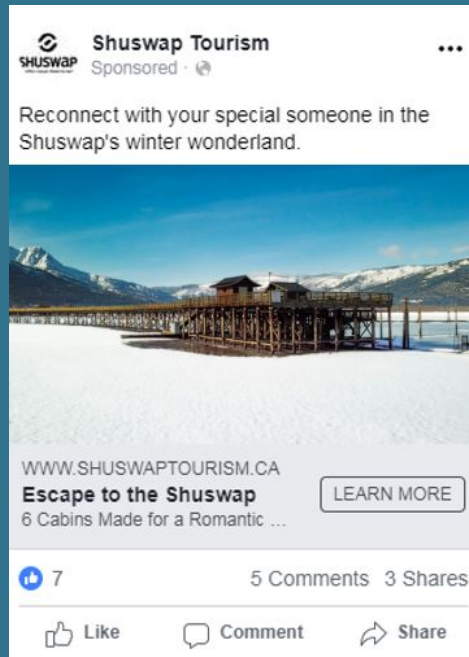 SHUSWAP
Shuswap Tourism
Sponsored ·
Reconnect with your special someone in the
Shuswap's winter wonderland.
WWW.SHUSWAPTOURISM.CA
Escape to the Shuswap
6 Cabins Made for a Romantic ...
LEARN MORE
7
5 Comments 3 Shares
Like
Comment
Share